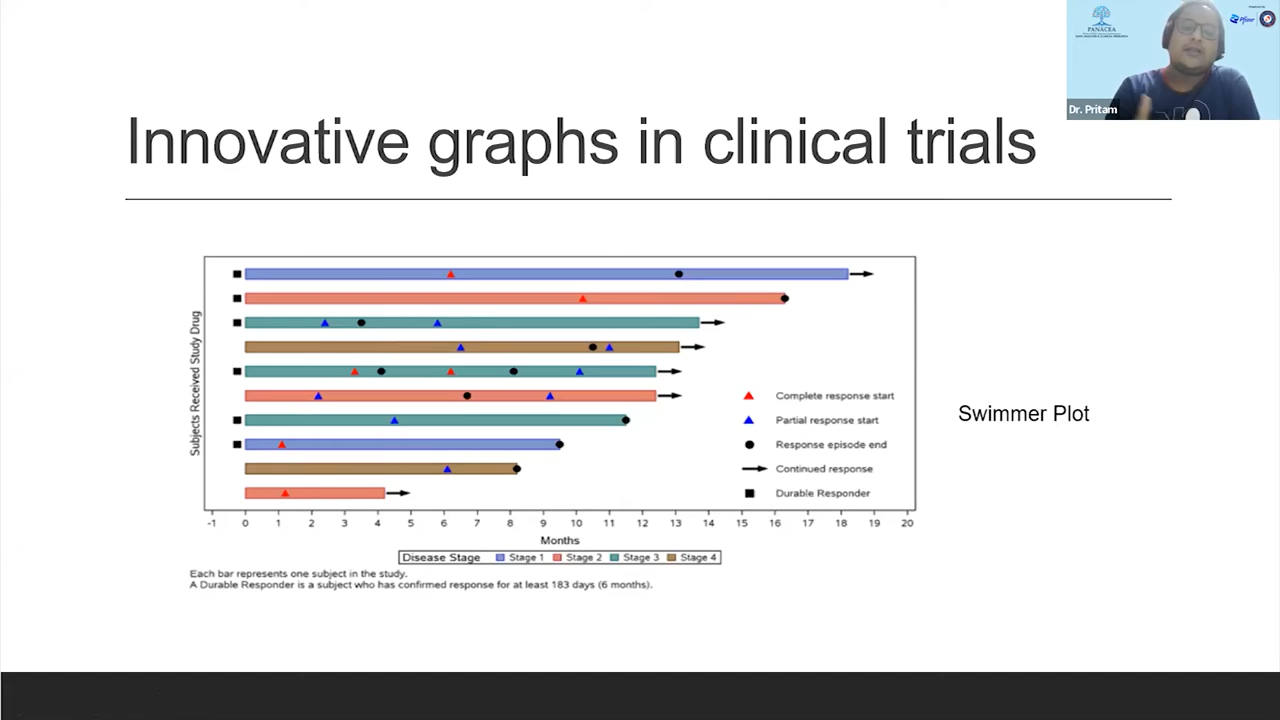 PANACEA
Pfizer
Dr. Pritam
Innovative graphs in clinical trials
Subjects Received Study Drug
Complete response start
Partial response start
Response episode end
Continued response
Durable Responder
Swimmer Plot
-1 0 1 2 3 4 5 6 7 8 9 10 11 12 13 14 15 16 17 18 19 20
Months
Disease Stage Stage 1 Stage 2 Stage 3 Stage 4
Each bar represents one subject in the study.
A Durable Responder is a subject who has confirmed response for at least 183 days (6 months).